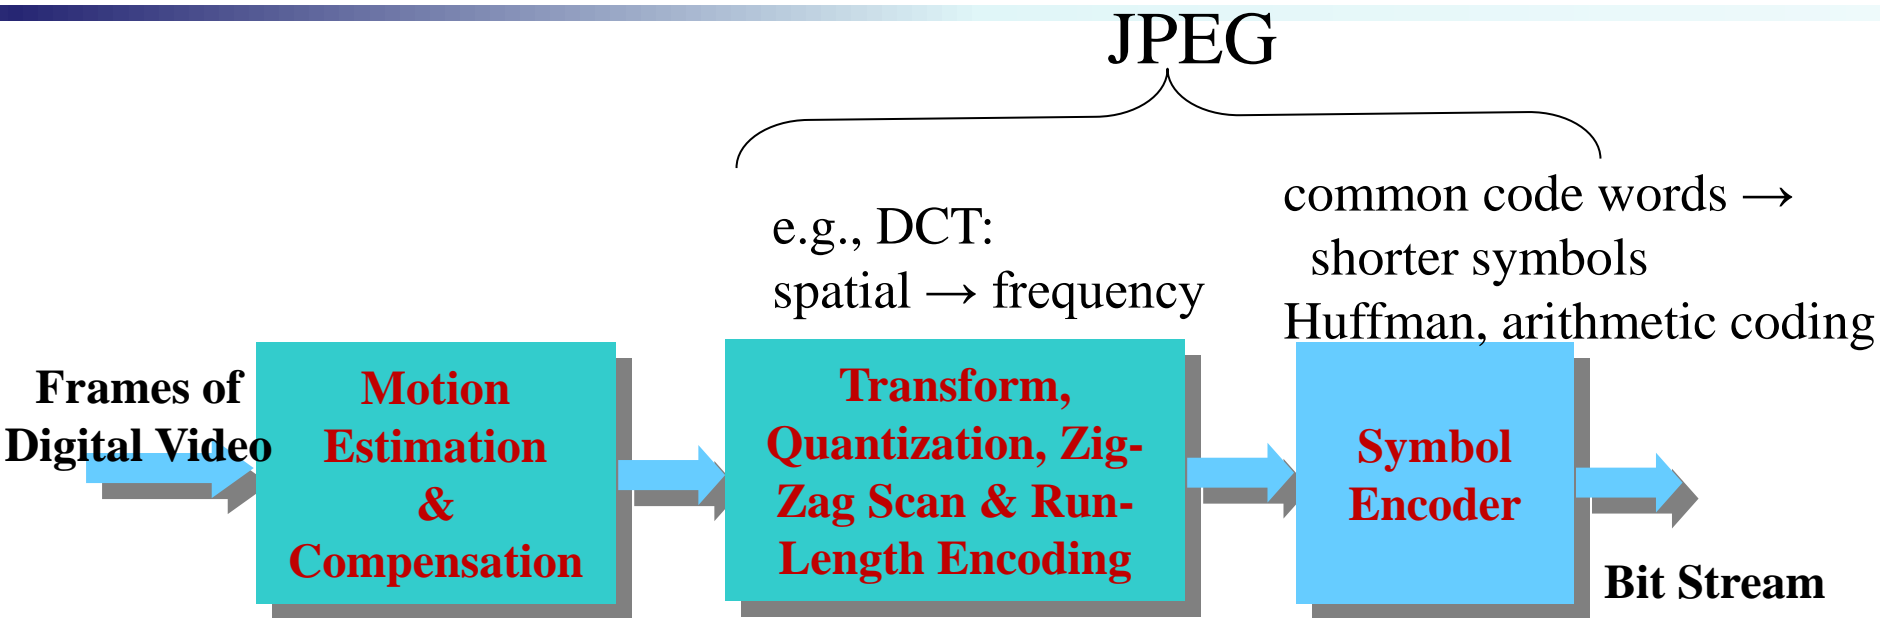 JPEG
e.g., DCT:
spatial → frequency
common code words →
shorter symbols
Huffman, arithmetic coding
Frames of
Digital Video
Motion
Estimation
&
Compensation
Transform,
Quantization, Zig-
Zag Scan & Run-
Length Encoding
Symbol
Encoder
Bit Stream